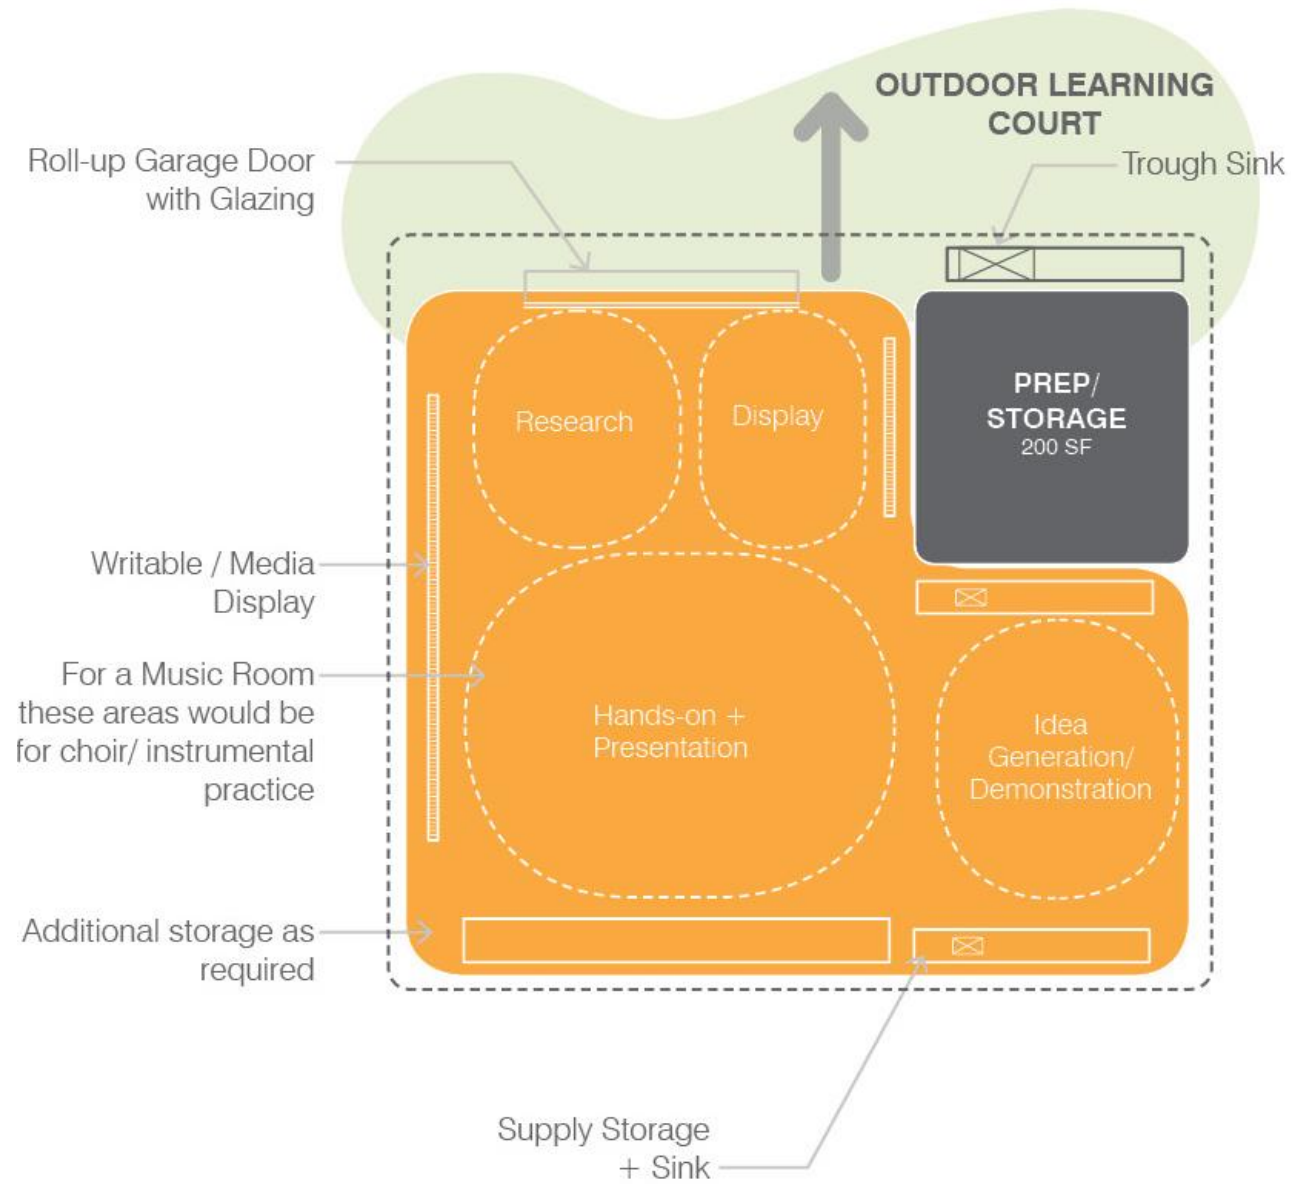 OUTDOOR LEARNING
COURT
Roll-up Garage Door
with Glazing
Trough Sink
PREP/
STORAGE
200 SF
Research
Display
Writable / Media
Display
For a Music Room
these areas would be
for choir/ instrumental
practice
Hands-on +
Presentation
Idea
Generation/
Demonstration
Additional storage as
required
Supply Storage
+ Sink